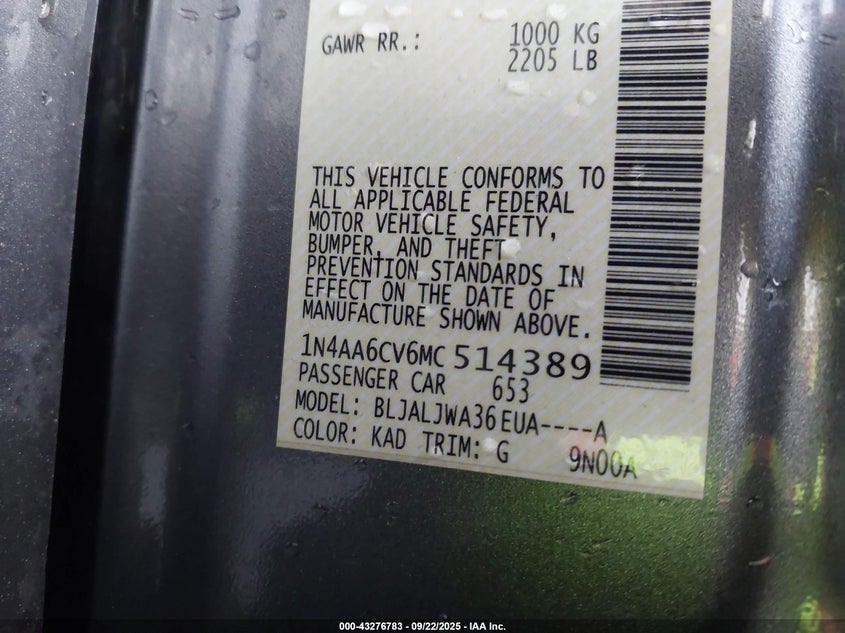 GAWR RR.: 1000 KG
2205 LB
THIS VEHICLE CONFORMS TO
ALL APPLICABLE FEDERAL
MOTOR VEHICLE SAFETY,
BUMPER, AND THEFT
PREVENTION STANDARDS IN
EFFECT ON THE DATE OF
MANUFACTURE SHOWN ABOVE.
1N4AA6CV6MC514389
PASSENGER CAR 653
MODEL: BLJALJWA36EUA----A
COLOR: KAD TRIM: G 9N00A
000-43276783 - 09/22/2025 - IAA Inc.